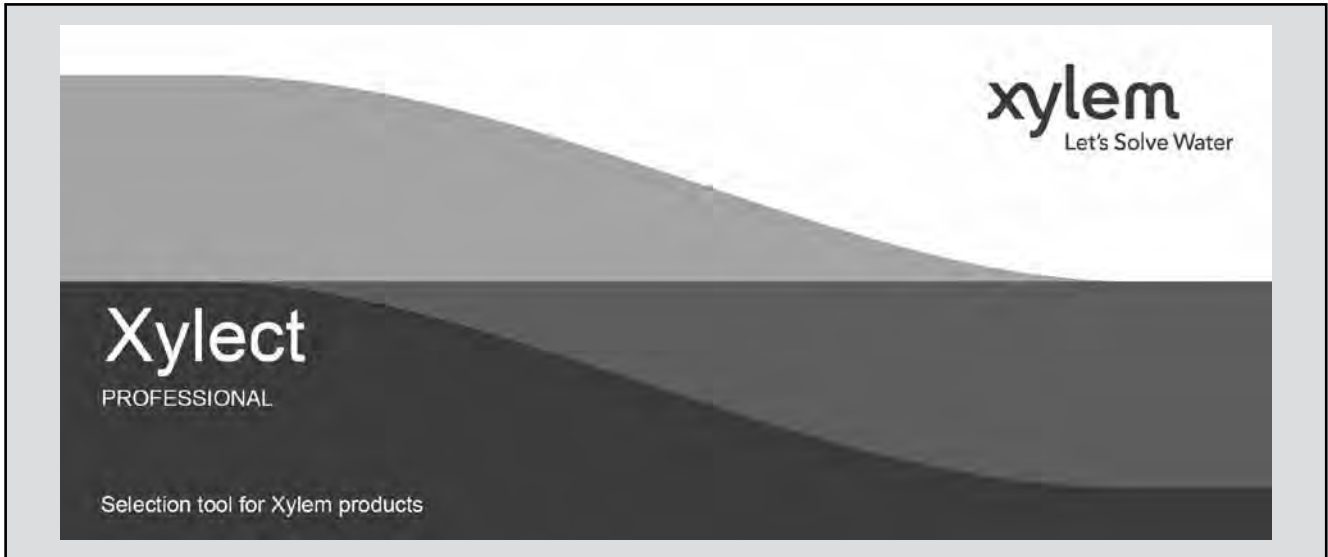 xylem
Let's Solve Water
Xylect
PROFESSIONAL
Selection tool for Xylem products